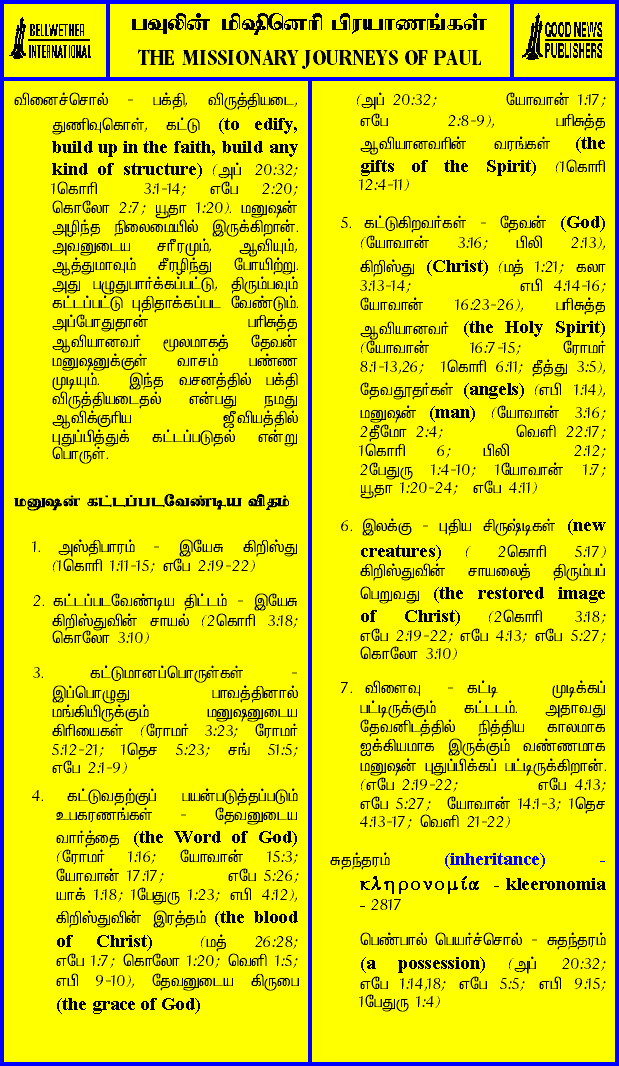 BELLWETHER
INTERNATIONAL
பவுலின் மிஷினெரி பிரயாணங்கள்
THE MISSIONARY JOURNEYS OF PAUL
GOOD NEWS
PUBLISHERS
வினைச்சொல் - பக்தி, விருத்தியடை,
துணிவுகொள், கட்டு (to edify,
build up in the faith, build any
kind of structure) (அப் 20:32;
1கொரி 3:1-14; எபே 2:20;
கொலோ 2:7; யூதா 1:20). மனுஷன்
அழிந்த நிலைமையில் இருக்கிறான்.
அவனுடைய சரீரமும், ஆவியும்,
ஆத்துமாவும் சீரழிந்து போயிற்று.
அது பழுதுபார்க்கப்பட்டு, திரும்பவும்
கட்டப்பட்டு புதிதாக்கப்பட வேண்டும்.
அப்போதுதான் பரிசுத்த
ஆவியானவர் மூலமாகத் தேவன்
மனுஷனுக்குள் வாசம் பண்ண
முடியும். இந்த வசனத்தில் பக்தி
விருத்தியடைதல் என்பது நமது
ஆவிக்குரிய ஜீவியத்தில்
புதுப்பித்துக் கட்டப்படுதல் என்று
பொருள்.
மனுஷன் கட்டப்படவேண்டிய விதம்
1. அஸ்திபாரம் - இயேசு கிறிஸ்து
(1கொரி 1:11-15; எபே 2:19-22)
2. கட்டப்படவேண்டிய திட்டம் - இயேசு
கிறிஸ்துவின் சாயல் (2கொரி 3:18;
கொலோ 3:10)
3. கட்டுமானப்பொருள்கள் -
இப்பொழுது பாவத்தினால்
மங்கியிருக்கும் மனுஷனுடைய
கிரியைகள் (ரோமர் 3:23; ரோமர்
5:12-21; 1தெச 5:23; சங் 51:5;
எபே 2:1-9)
4. கட்டுவதற்குப் பயன்படுத்தப்படும்
உபகரணங்கள் - தேவனுடைய
வார்த்தை (the Word of God)
(ரோமர் 1:16; யோவான் 15:3;
யோவான் 17:17; எபே 5:26;
யாக் 1:18; 1பேதுரு 1:23; எபி 4:12),
கிறிஸ்துவின் இரத்தம் (the blood
of Christ) (மத் 26:28;
எபே 1:7; கொலோ 1:20; வெளி 1:5;
எபி 9-10), தேவனுடைய கிருபை
(the grace of God)
(அப் 20:32; யோவான் 1:17;
எபே 2:8-9), பரிசுத்த
ஆவியானவரின் வரங்கள் (the
gifts of the Spirit) (1கொரி
12:4-11)
5. கட்டுகிறவர்கள் - தேவன் (God)
(யோவான் 3:16; பிலி 2:13),
கிறிஸ்து (Christ) (மத் 1:21; கலா
3:13-14; எபி 4:14-16;
யோவான் 16:23-26), பரிசுத்த
ஆவியானவர் (the Holy Spirit)
(யோவான் 16:7-15; ரோமர்
8:1-13,26; 1கொரி 6:11; தீத்து 3:5),
தேவதூதர்கள் (angels) (எபி 1:14),
மனுஷன் (man) (யோவான் 3:16;
2தீமோ 2:4; வெளி 22:17;
1கொரி 6; பிலி 2:12;
2பேதுரு 1:4-10; 1யோவான் 1:7;
யூதா 1:20-24; எபே 4:11)
6. இலக்கு - புதிய சிருஷ்டிகள் (new
creatures) ( 2கொரி 5:17)
கிறிஸ்துவின் சாயலைத் திரும்பப்
பெறுவது (the restored image
of Christ) (2கொரி 3:18;
எபே 2:19-22; எபே 4:13; எபே 5:27;
கொலோ 3:10)
7. விளைவு - கட்டி முடிக்கப்
பட்டிருக்கும் கட்டடம். அதாவது
தேவனிடத்தில் நித்திய காலமாக
ஐக்கியமாக இருக்கும் வண்ணமாக
மனுஷன் புதுப்பிக்கப் பட்டிருக்கிறான்.
(எபே 2:19-22; எபே 4:13;
எபே 5:27; யோவான் 14:1-3; 1தெச
4:13-17; வெளி 21-22)
சுதந்தரம் (inheritance) -
κληρονομία - kleeronomia
- 2817
பெண்பால் பெயர்ச்சொல் - சுதந்தரம்
(a possession) (அப் 20:32;
எபே 1:14,18; எபே 5:5; எபி 9:15;
1பேதுரு 1:4)